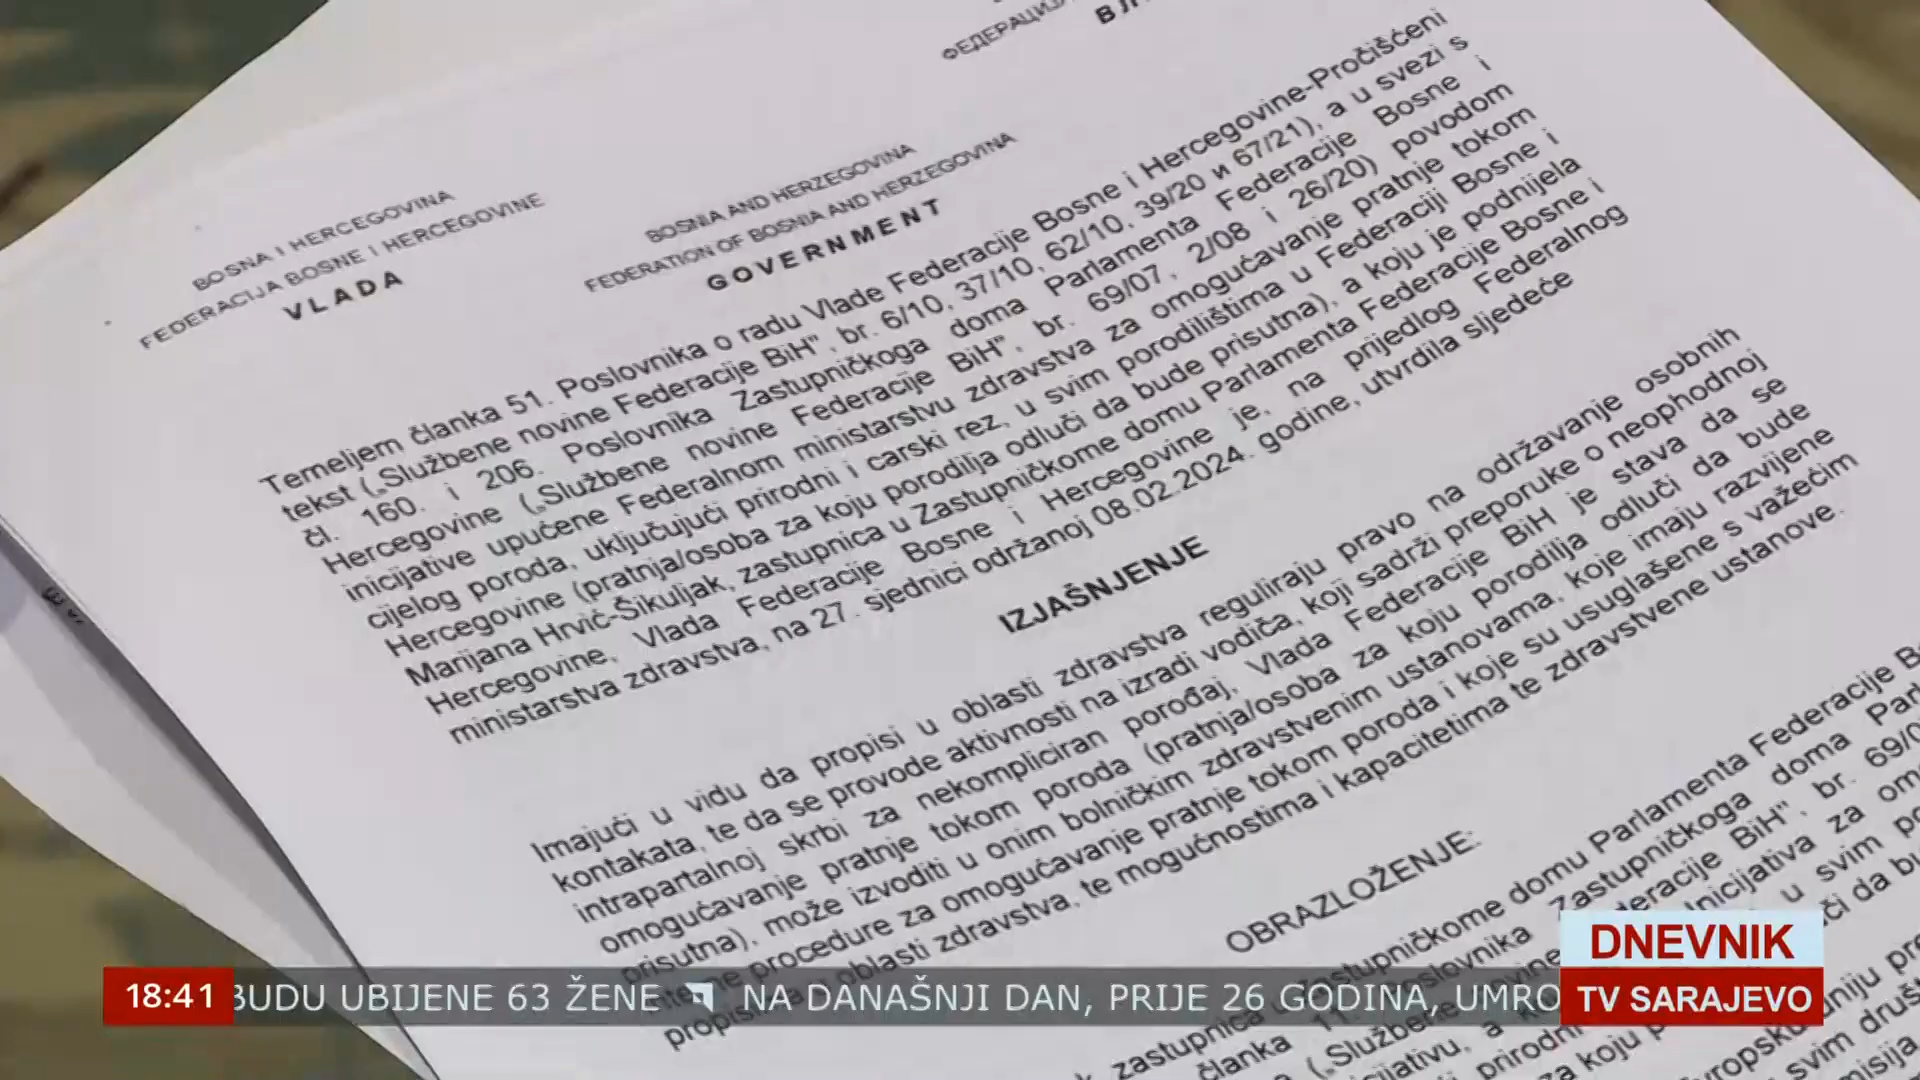 ФЕДЕРАЦИЈА
BOSNA I HERCEGOVINA
FEDERACIJA BOSNE I HERCEGOVINE
VLADA
BOSNIA AND HERZEGOVINA
FEDERATION OF BOSNIA AND HERZEGOVINA
GOVERNMENT
Temeljem članka 51. Poslovnika o radu Vlade Federacije Bosne i Hercegovine-Pročišćeni
tekst („Službene novine Federacije BiH", br. 6/10, 37/10, 62/10, 39/20 и 67/21), a u svezi s
čl. 160. i 206. Poslovnika Zastupničkoga doma Parlamenta Federacije Bosne i
Hercegovine („Službene novine Federacije BiH", br. 69/07, 2/08 i 26/20) povodom
inicijative upućene Federalnom ministarstvu zdravstva za omogućavanje pratnje tokom
cijelog poroda, uključujući prirodni i carski rez, u svim porodilištima u Federaciji Bosne i
Hercegovine (pratnja/osoba za koju porodilja odluči da bude prisutna), a koju je podnijela
Marijana Hrvić-Šikuljak, zastupnica u Zastupničkome domu Parlamenta Federacije Bosne i
Hercegovine, Vlada Federacije Bosne i Hercegovine je, na prijedlog Federalnog
ministarstva zdravstva, na 27. sjednici održanoj 08.02.2024. godine, utvrdila sljedeće
IZJAŠNJENJE
Imajući u vidu da propisi u oblasti zdravstva reguliraju pravo na održavanje osobnih
kontakata, te da se provode aktivnosti na izradi vodiča, koji sadrži preporuke o neophodnoj
intrapartalnoj skrbi za nekompliciran porođaj, Vlada Federacije BiH je stava da se
omogućavanje pratnje tokom poroda (pratnja/osoba za koju porodilja odluči da bude
prisutna), može izvoditi u onim bolničkim zdravstvenim ustanovama, koje imaju razvijene
procedure za omogućavanje pratnje tokom poroda i koje su usuglašene s važećim
oblasti zdravstva, te mogućnostima i kapacitetima te zdravstvene ustanove.
OBRAZLOŽENJE:
zastupnica Zastupničkome domu Parlamenta Federacije
članka Poslovnika Zastupničkoga doma
BiH", br.
Inicijativa za
u svim
da
prirodni
za koju
svim
DNEVNIK
18:41 BUDU UBIJENE 63 ŽENE NA DANAŠNJI DAN, PRIJE 26 GODINA, UMRO TV SARAJEVO